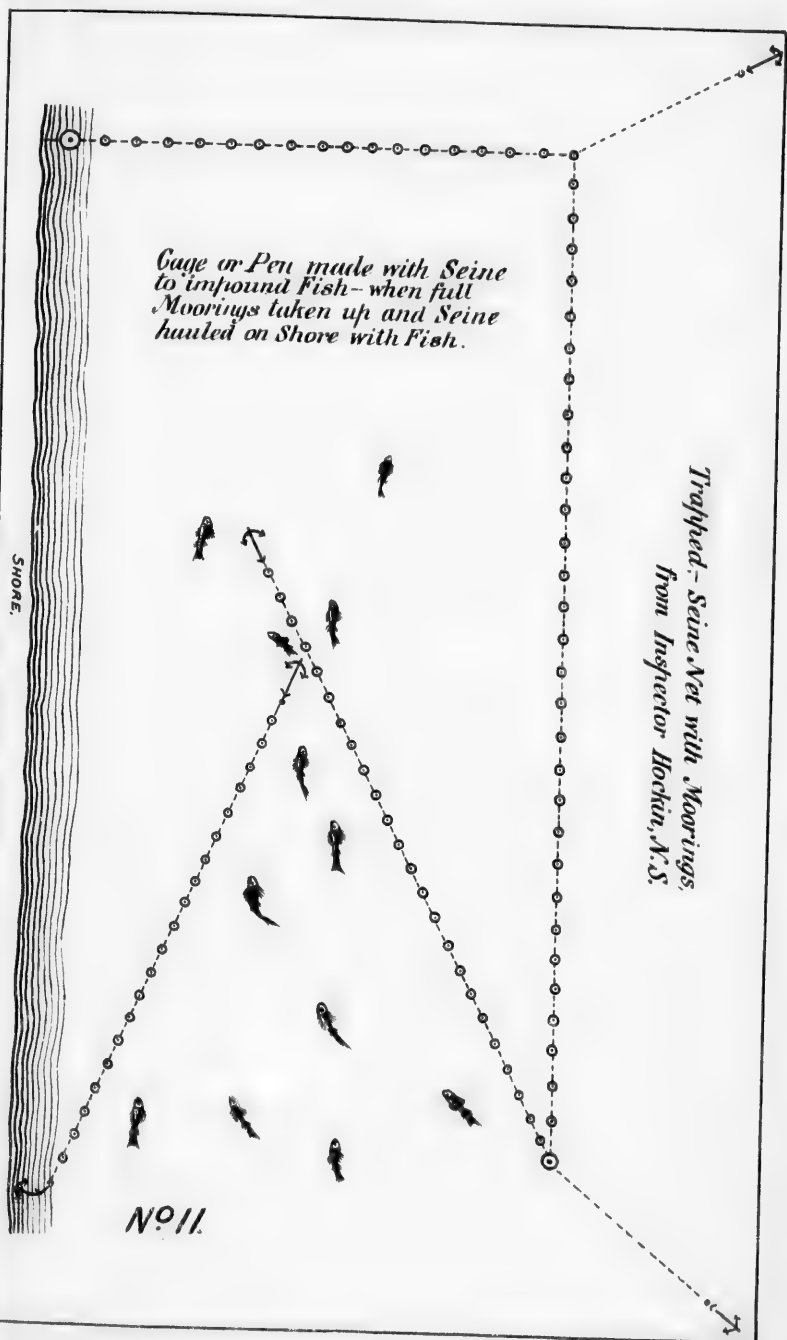 Trapped,- Seine Net with Moorings,
from Inspector Hockin, N.S.
Cage or Pen made with Seine
to impound Fish - when full
Moorings taken up and Seine
hauled on Shore with Fish.
SHORE.
No 11.